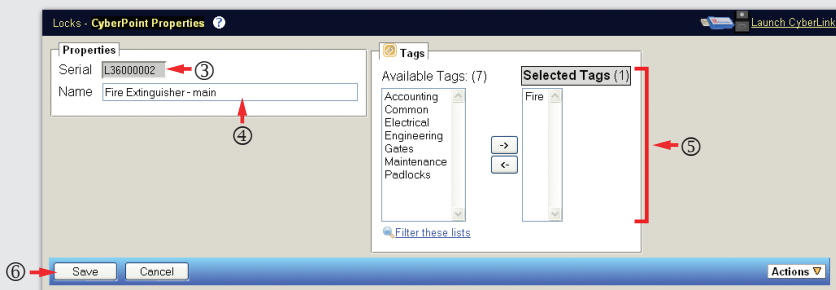 Locks - CyberPoint Properties ?
Launch CyberLink
Properties
Serial L36000002 ③
Name Fire Extinguisher - main
④
Tags
Available Tags: (7)
Selected Tags (1)
Accounting
Common
Electrical
Engineering
Gates
Maintenance
Padlocks
->
<-
Fire
⑤
Filter these lists
⑥ Save Cancel Actions